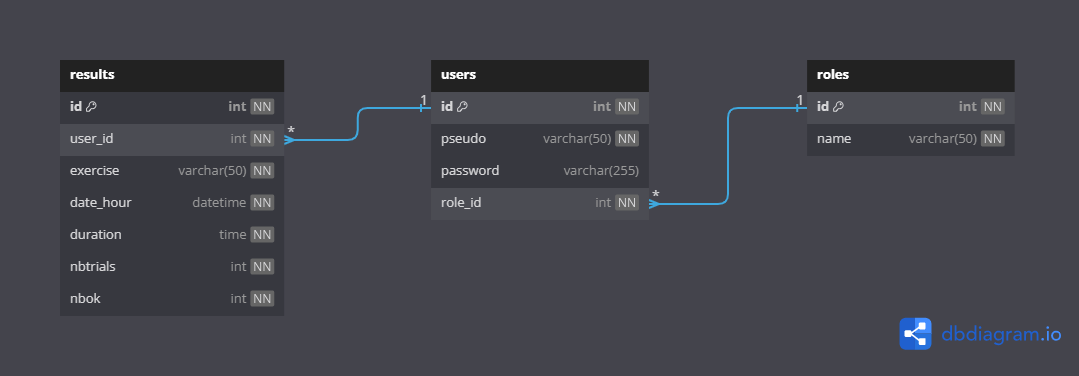 results
id int NN
user_id int NN
exercise varchar(50) NN
date_hour datetime NN
duration time NN
nbtrials int NN
nbok int NN
*
1
users
id int NN
pseudo varchar(50) NN
password varchar(255)
role_id int NN
*
1
roles
id int NN
name varchar(50) NN
dbdiagram.io